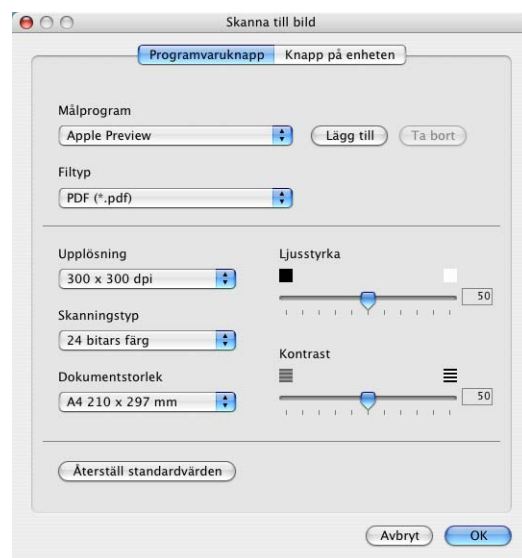 Skanna till bild
Programvaruknapp Knapp på enheten
Målprogram
Apple Preview Lägg till Ta bort
Filtyp
PDF (*.pdf)
Upplösning Ljusstyrka
300 x 300 dpi 50
Skanningstyp
24 bitars färg
Kontrast
Dokumentstorlek
A4 210 x 297 mm 50
Återställ standardvärden
Avbryt OK